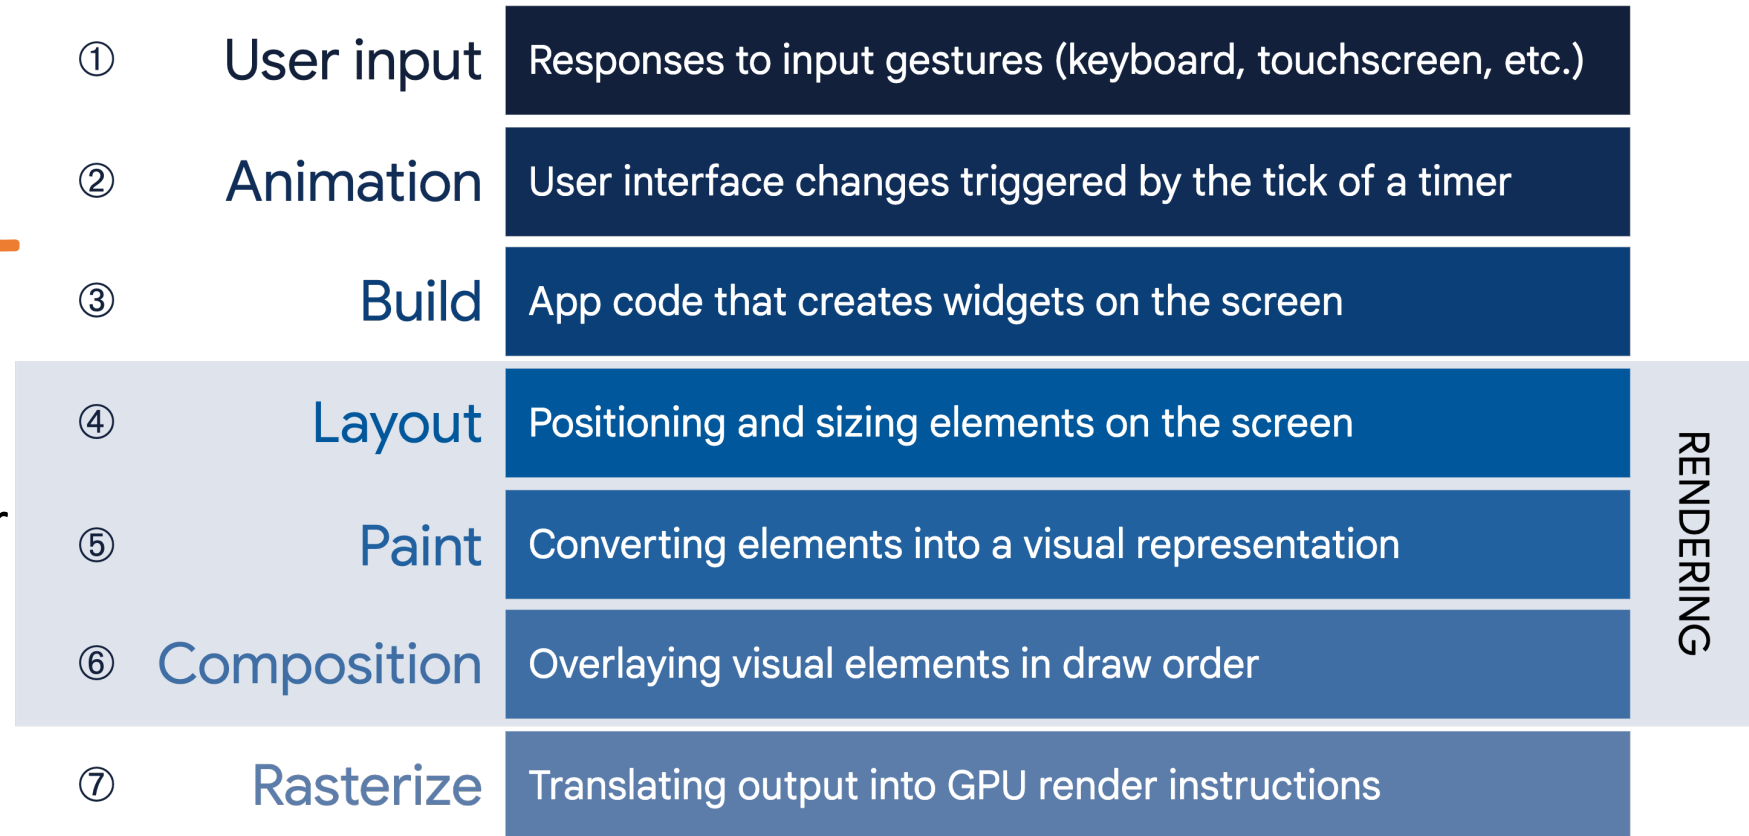 ① User input Responses to input gestures (keyboard, touchscreen, etc.)
② Animation User interface changes triggered by the tick of a timer
③ Build App code that creates widgets on the screen
④ Layout Positioning and sizing elements on the screen
⑤ Paint Converting elements into a visual representation
⑥ Composition Overlaying visual elements in draw order
⑦ Rasterize Translating output into GPU render instructions
RENDERING